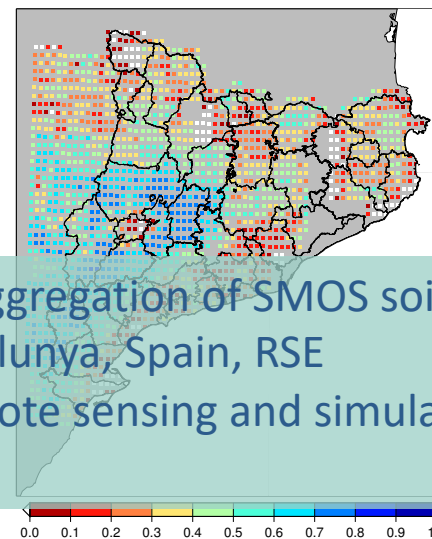 ggregation of SMOS soi
lunya, Spain, RSE
ote sensing and simula
0.0 0.1 0.2 0.3 0.4 0.5 0.6 0.7 0.8 0.9 1